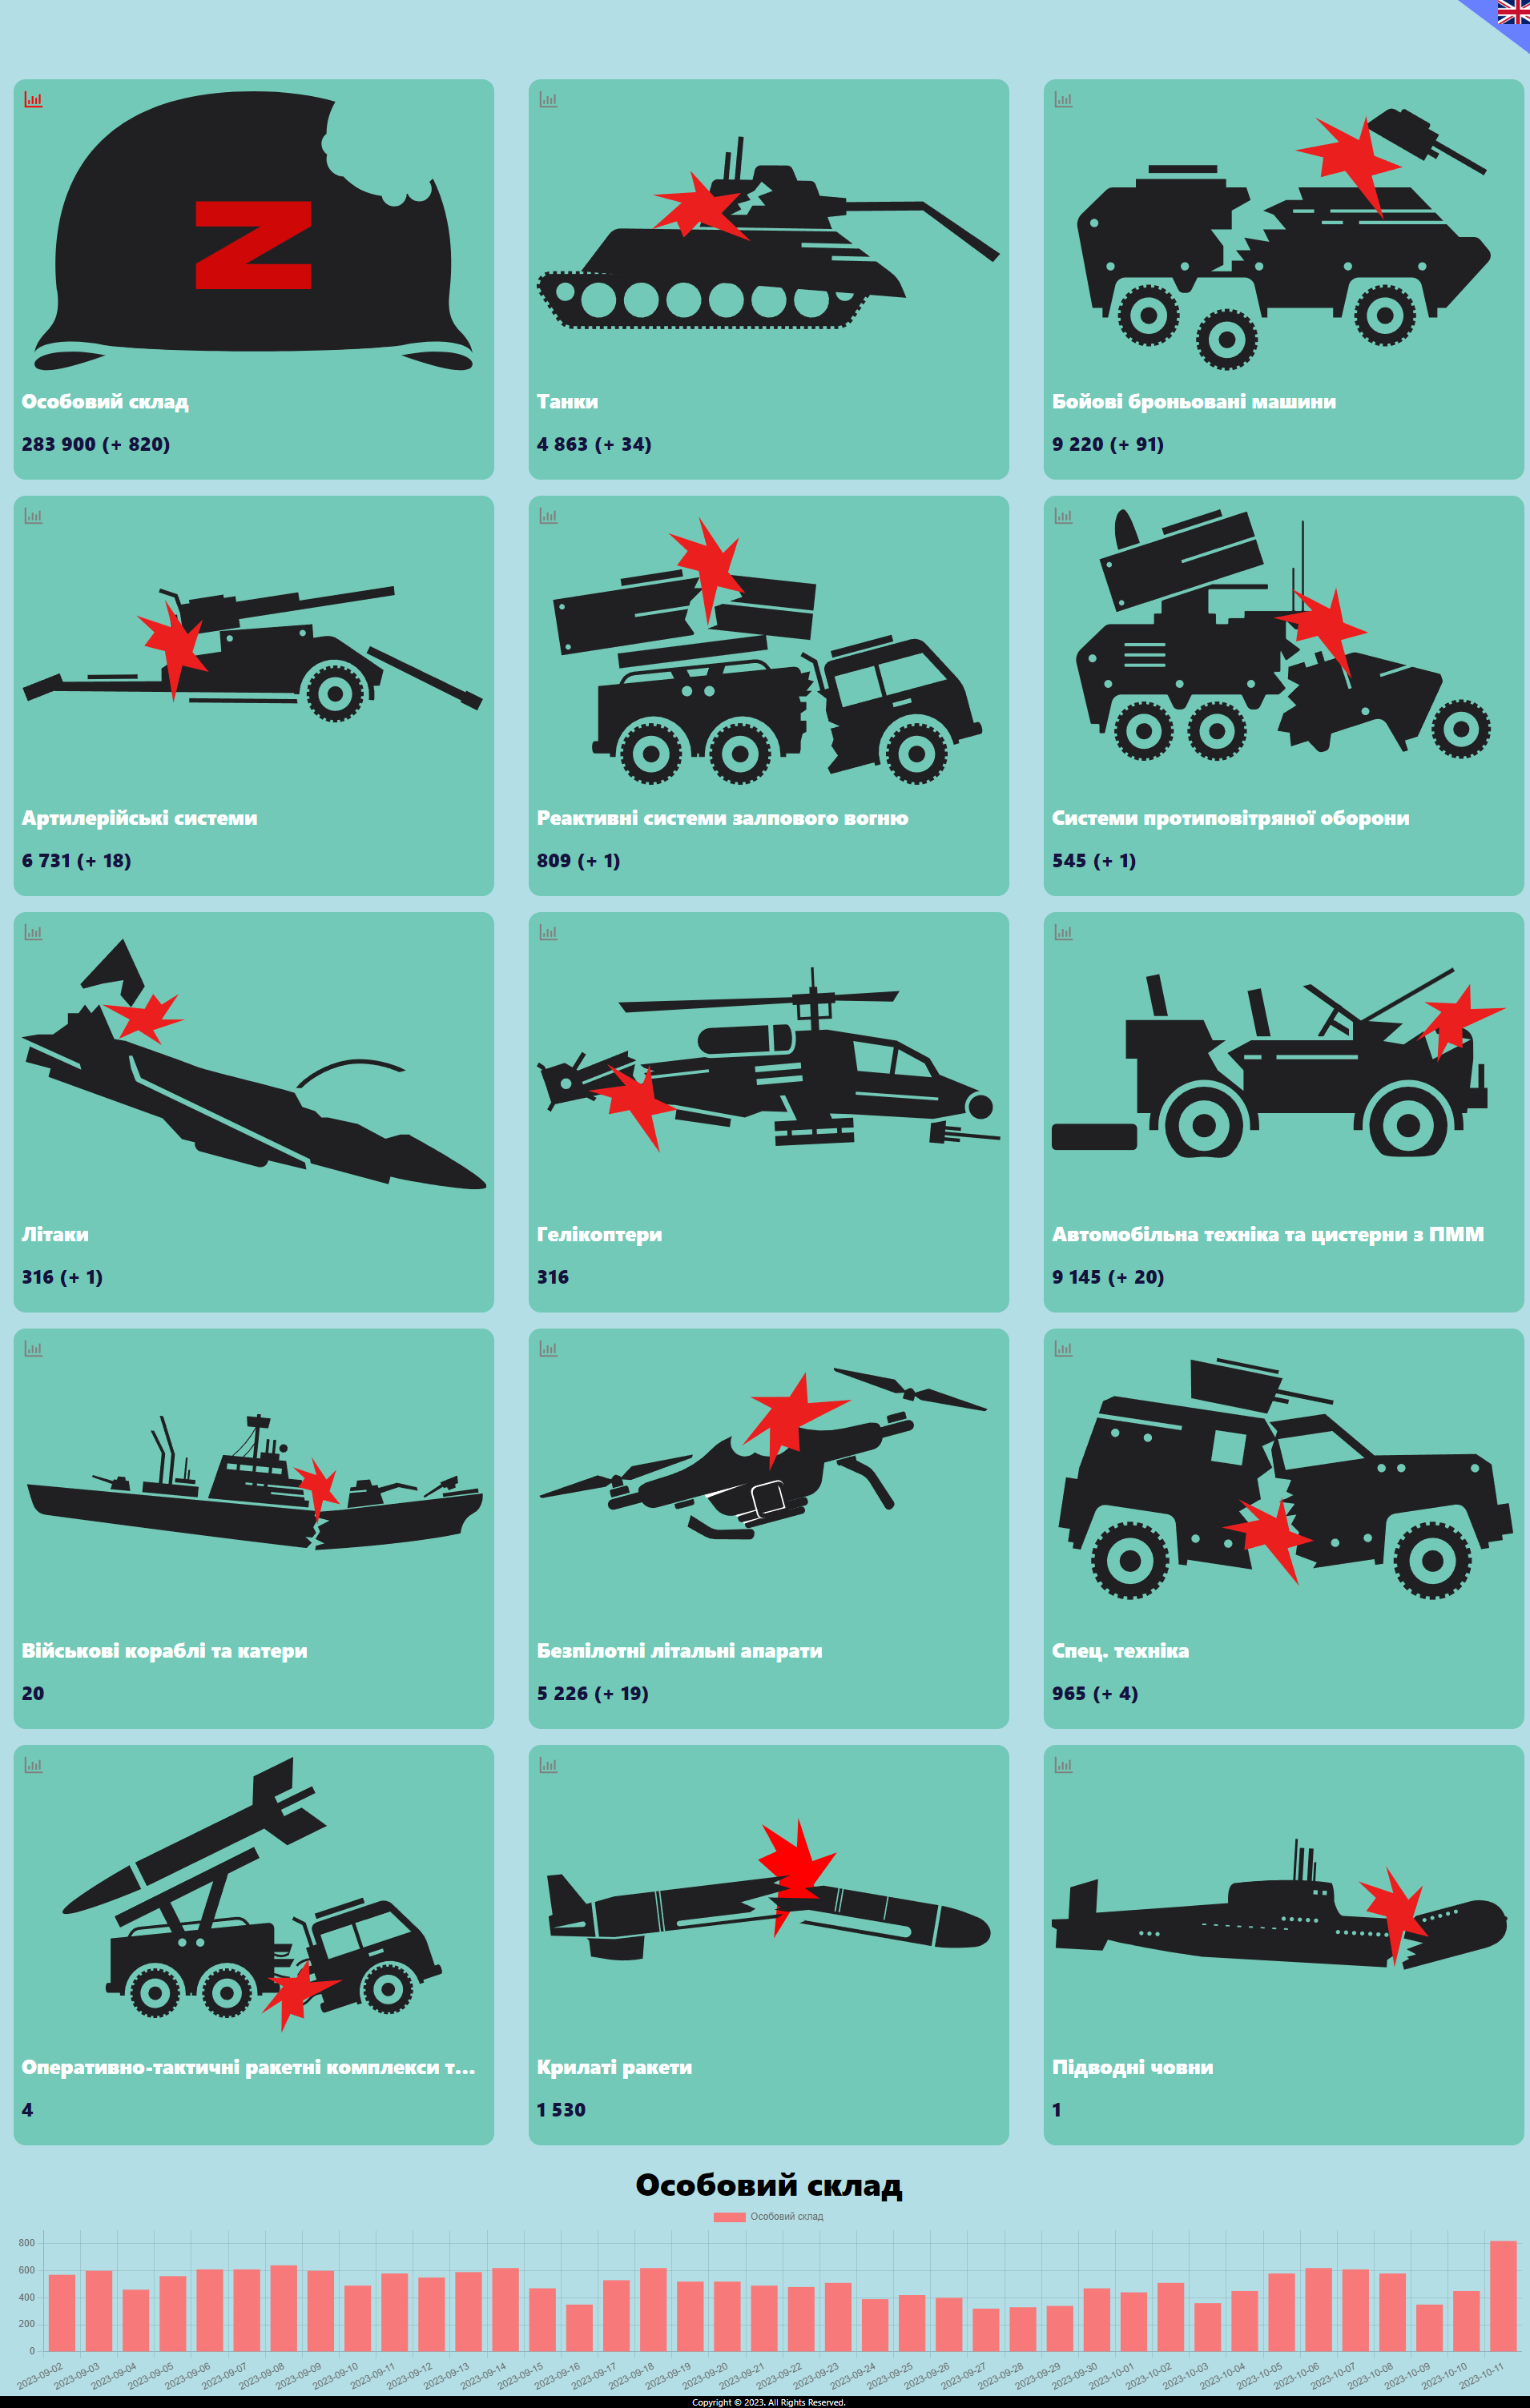 Z
Особовий склад
283 900 (+ 820)
Танки
4 863 (+ 34)
Бойові броньовані машини
9 220 (+ 91)
Артилерійські системи
6 731 (+ 18)
Реактивні системи залпового вогню
809 (+ 1)
Системи протиповітряної оборони
545 (+ 1)
Літаки
316 (+ 1)
Гелікоптери
316
Автомобільна техніка та цистерни з ПММ
9 145 (+ 20)
Військові кораблі та катери
20
Безпілотні літальні апарати
5 226 (+ 19)
Спец. техніка
965 (+ 4)
Оперативно-тактичні ракетні комплекси т...
4
Крилаті ракети
1 530
Підводні човни
1
Особовий склад
Особовий склад
800
600
400
200
0
2023-09-02
2023-09-03
2023-09-04
2023-09-05
2023-09-06
2023-09-07
2023-09-08
2023-09-09
2023-09-10
2023-09-11
2023-09-12
2023-09-13
2023-09-14
2023-09-15
2023-09-16
2023-09-17
2023-09-18
2023-09-19
2023-09-20
2023-09-21
2023-09-22
2023-09-23
2023-09-24
2023-09-25
2023-09-26
2023-09-27
2023-09-28
2023-09-29
2023-09-30
2023-10-01
2023-10-02
2023-10-03
2023-10-04
2023-10-05
2023-10-06
2023-10-07
2023-10-08
2023-10-09
2023-10-10
2023-10-11
Copyright © 2023. All Rights Reserved.